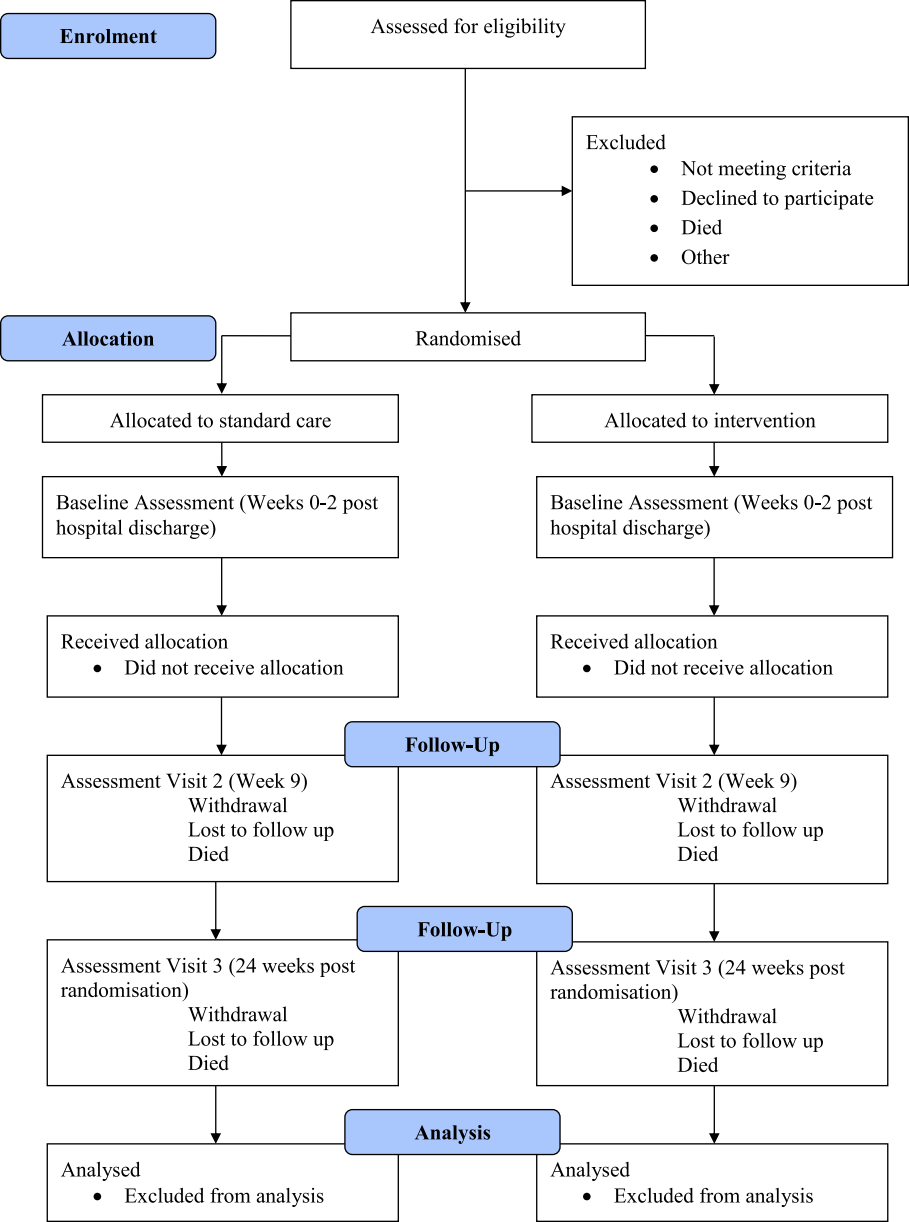 Enrolment
Assessed for eligibility
Excluded
• Not meeting criteria
• Declined to participate
• Died
• Other
Allocation
Randomised
Allocated to standard care
Allocated to intervention
Baseline Assessment (Weeks 0-2 post
hospital discharge)
Baseline Assessment (Weeks 0-2 post
hospital discharge)
Received allocation
• Did not receive allocation
Received allocation
• Did not receive allocation
Follow-Up
Assessment Visit 2 (Week 9)
Withdrawal
Lost to follow up
Died
Assessment Visit 2 (Week 9)
Withdrawal
Lost to follow up
Died
Follow-Up
Assessment Visit 3 (24 weeks post
randomisation)
Withdrawal
Lost to follow up
Died
Assessment Visit 3 (24 weeks post
randomisation)
Withdrawal
Lost to follow up
Died
Analysis
Analysed
• Excluded from analysis
Analysed
• Excluded from analysis